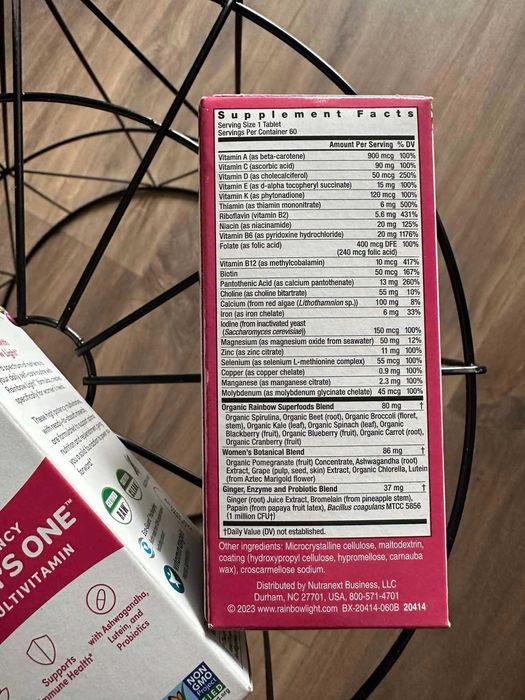 Supplement Facts
Serving Size 1 Tablet
Servings Per Container 60
Amount Per Serving % DV
Vitamin A (as beta-carotene) 900 mcg 100%
Vitamin C (ascorbic acid) 90 mg 100%
Vitamin D (as cholecalciferol) 50 mcg 250%
Vitamin E (as d-alpha tocopheryl succinate) 15 mg 100%
Vitamin K (as phytonadione) 120 mcg 100%
Thiamin (as thiamin mononitrate) 6 mg 500%
Riboflavin (vitamin B2) 5.6 mg 431%
Niacin (as niacinamide) 20 mg 125%
Vitamin B6 (as pyridoxine hydrochloride) 20 mg 1176%
Folate (as folic acid) 400 mcg DFE 100%
(240 mcg folic acid)
Vitamin B12 (as methylcobalamin) 10 mcg 417%
Biotin 50 mcg 167%
Pantothenic Acid (as calcium pantothenate) 13 mg 260%
Choline (as choline bitartrate) 55 mg 10%
Calcium (from red algae (Lithothamnion sp.)) 100 mg 8%
Iron (as iron chelate) 6 mg 33%
Iodine (from inactivated yeast
(Saccharomyces cerevisiae)) 150 mcg 100%
Magnesium (as magnesium oxide from seawater) 50 mg 12%
Zinc (as zinc citrate) 11 mg 100%
Selenium (as selenium L-methionine complex) 55 mcg 100%
Copper (as copper chelate) 0.9 mg 100%
Manganese (as manganese citrate) 2.3 mg 100%
Molybdenum (as molybdenum glycinate chelate) 45 mcg 100%
Organic Rainbow Superfoods Blend 80 mg †
Organic Spirulina, Organic Beet (root), Organic Broccoli (floret,
stem), Organic Kale (leaf), Organic Spinach (leaf), Organic
Blackberry (fruit), Organic Blueberry (fruit), Organic Carrot (root),
Organic Cranberry (fruit)
Women's Botanical Blend 86 mg †
Organic Pomegranate (fruit) Concentrate, Ashwagandha (root)
Extract, Grape (pulp, seed, skin) Extract, Organic Chlorella, Lutein
(from Aztec Marigold flower)
Ginger, Enzyme and Probiotic Blend 37 mg †
Ginger (root) Juice Extract, Bromelain (from pineapple stem),
Papain (from papaya fruit latex), Bacillus coagulans MTCC 5856
(1 million CFU†)
†Daily Value (DV) not established.
Other ingredients: Microcrystalline cellulose, maltodextrin,
coating (hydroxypropyl cellulose, hypromellose, carnauba
wax), croscarmellose sodium.
Distributed by Nutranext Business, LLC
Durham, NC 27701, USA, 800-571-4701
© 2023 www.rainbowlight.com BX-20414-060B 20414
NCY
'S ONE™
ULTIVITAMIN
Supports
mmune Health*
with Ashwagandha,
Lutein, and
Probiotics
NON
GMO
Project